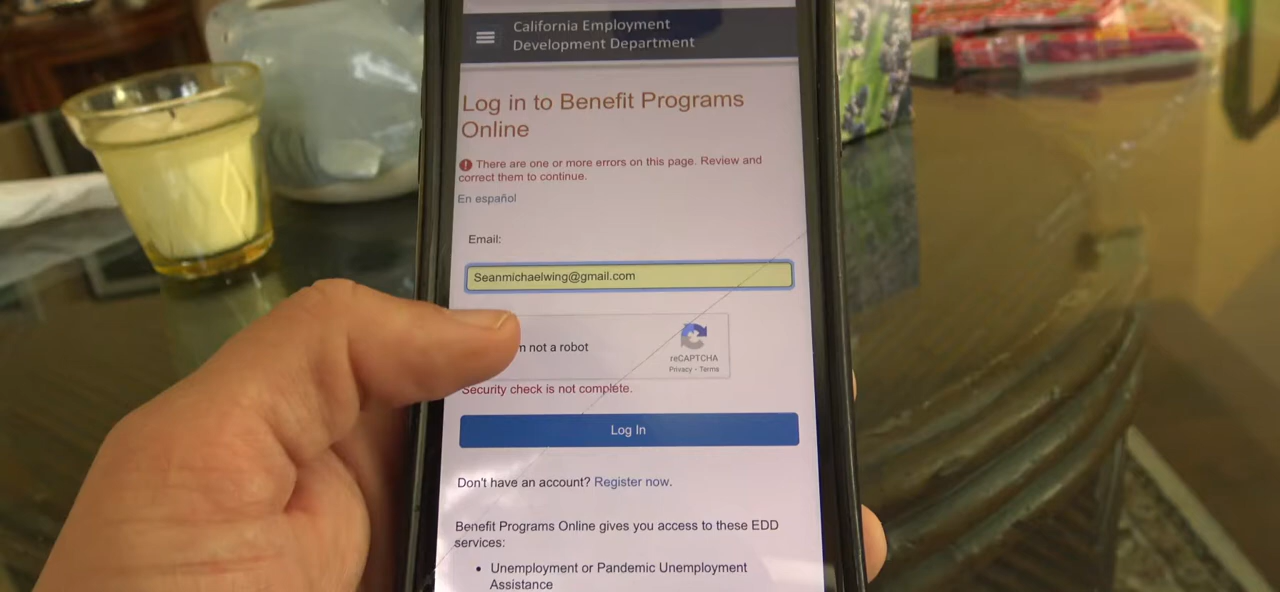 California Employment
Development Department
Log in to Benefit Programs
Online
There are one or more errors on this page. Review and
correct them to continue.
En español
Email:
Seanmichaelwing@gmail.com
not a robot
reCAPTCHA
Privacy - Terms
Security check is not complete.
Log In
Don't have an account? Register now.
Benefit Programs Online gives you access to these EDD
services:
• Unemployment or Pandemic Unemployment
Assistance